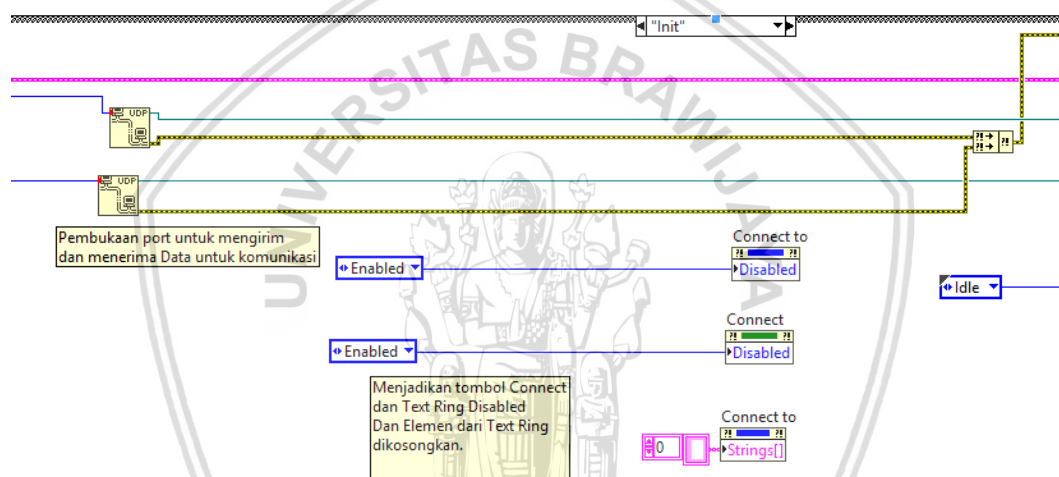 "Init"
UNIVERSITAS BRAWIJAYA
UDP
UDP
Pembukaan port untuk mengirim
dan menerima Data untuk komunikasi
Enabled
Connect to
Disabled
Idle
Enabled
Connect
Disabled
Menjadikan tombol Connect
dan Text Ring Disabled
Dan Elemen dari Text Ring
dikosongkan.
Connect to
0
Strings[]